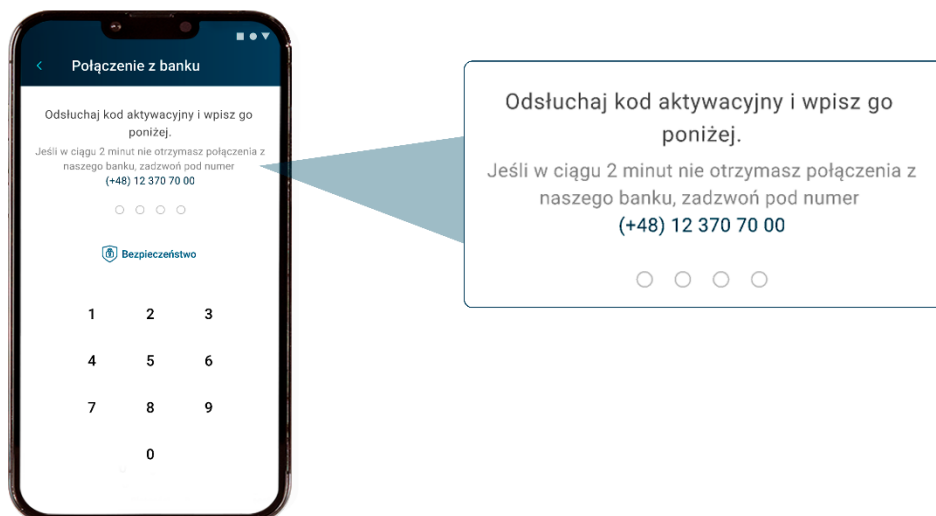 Połączenie z banku
Odsłuchaj kod aktywacyjny i wpisz go
poniżej.
Jeśli w ciągu 2 minut nie otrzymasz połączenia z
naszego banku, zadzwoń pod numer
(+48) 12 370 70 00
Bezpieczeństwo
1 2 3
4 5 6
7 8 9
0
Odsłuchaj kod aktywacyjny i wpisz go
poniżej.
Jeśli w ciągu 2 minut nie otrzymasz połączenia z
naszego banku, zadzwoń pod numer
(+48) 12 370 70 00